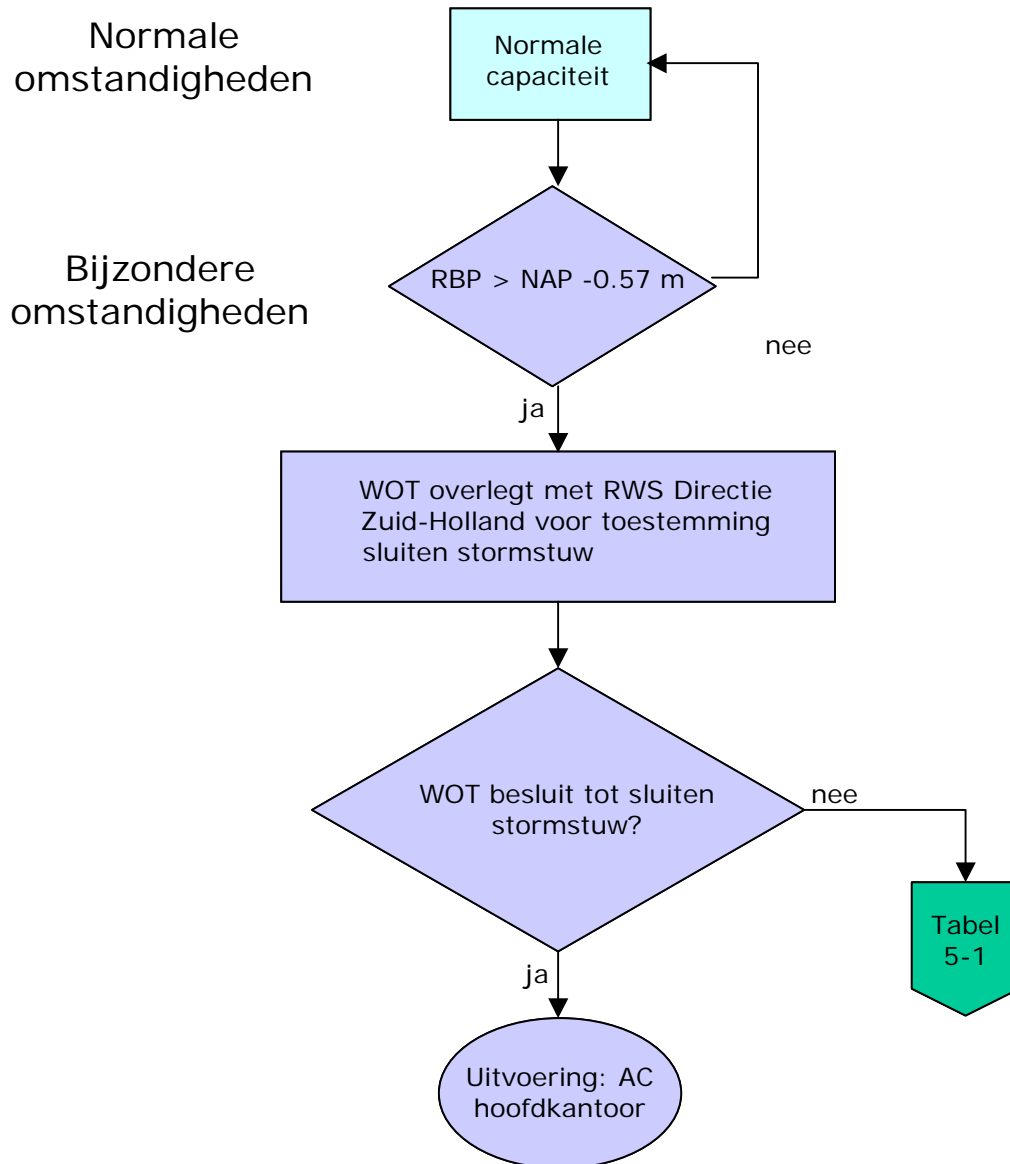 Normale
omstandigheden
Normale
capaciteit
Bijzondere
omstandigheden
RBP > NAP -0.57 m
nee
ja
WOT overlegt met RWS Directie
Zuid-Holland voor toestemming
sluiten stormstuw
WOT besluit tot sluiten
stormstuw?
nee
Tabel
5-1
ja
Uitvoering: AC
hoofdkantoor